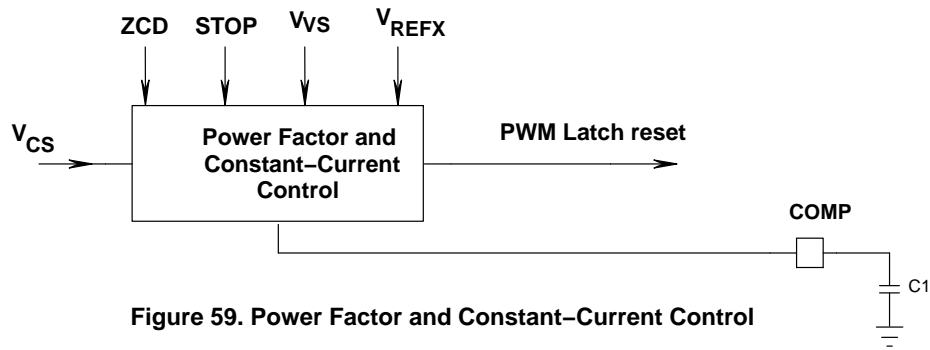 ZCD STOP VVS VREFX
VCS
Power Factor and
Constant−Current
Control
PWM Latch reset
COMP
C1
Figure 59. Power Factor and Constant−Current Control